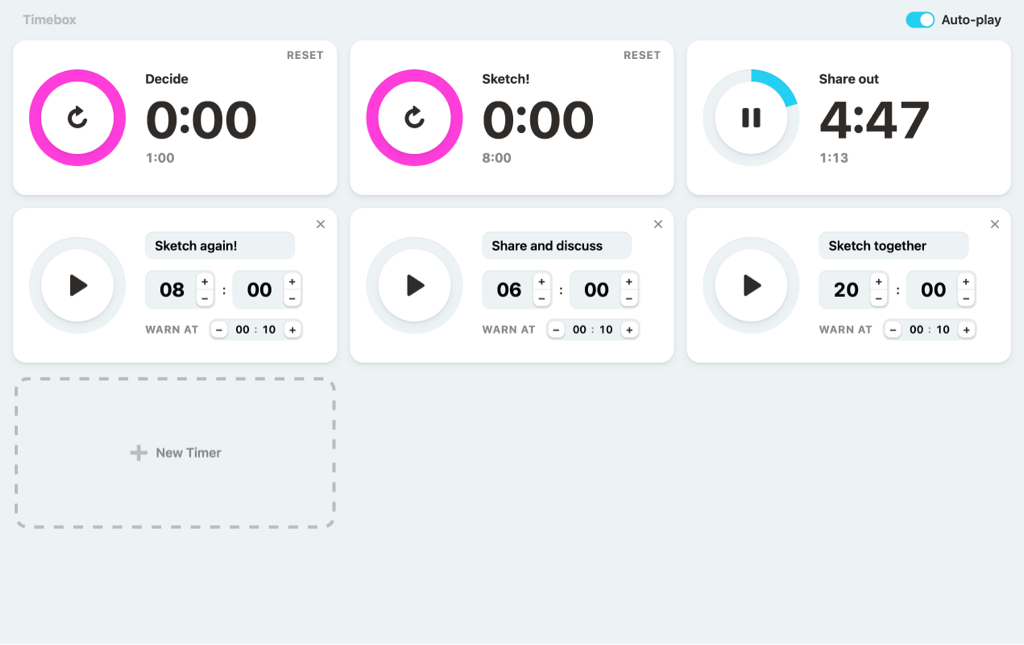 Timebox
Auto-play
RESET
Decide
0:00
1:00
RESET
Sketch!
0:00
8:00
Share out
4:47
1:13
×
Sketch again!
08 + − : 00 + −
WARN AT − 00 : 10 +
×
Share and discuss
06 + − : 00 + −
WARN AT − 00 : 10 +
×
Sketch together
20 + − : 00 + −
WARN AT − 00 : 10 +
+ New Timer